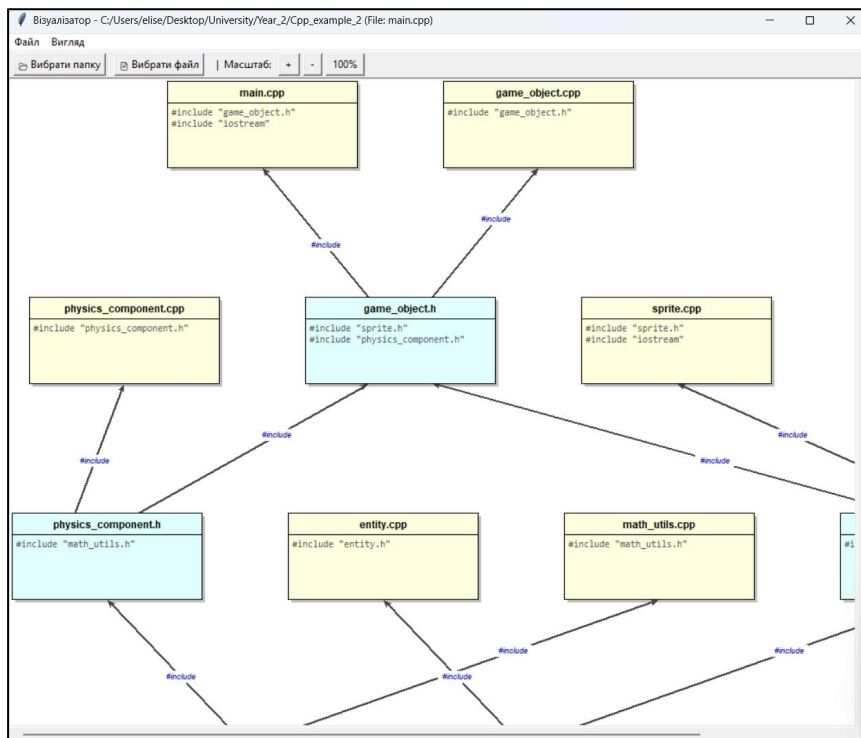 Візуалізатор - C:/Users/elise/Desktop/University/Year_2/Cpp_example_2 (File: main.cpp)
Файл Вигляд
Вибрати папку Вибрати файл | Масштаб: + - 100%
main.cpp
#include "game_object.h"
#include "iostream"
game_object.cpp
#include "game_object.h"
#include
#include
physics_component.cpp
#include "physics_component.h"
game_object.h
#include "sprite.h"
#include "physics_component.h"
sprite.cpp
#include "sprite.h"
#include "iostream"
#include
#include
#include
physics_component.h
#include "math_utils.h"
entity.cpp
#include "entity.h"
math_utils.cpp
#include "math_utils.h"
#i
#include
#include
#include
#include